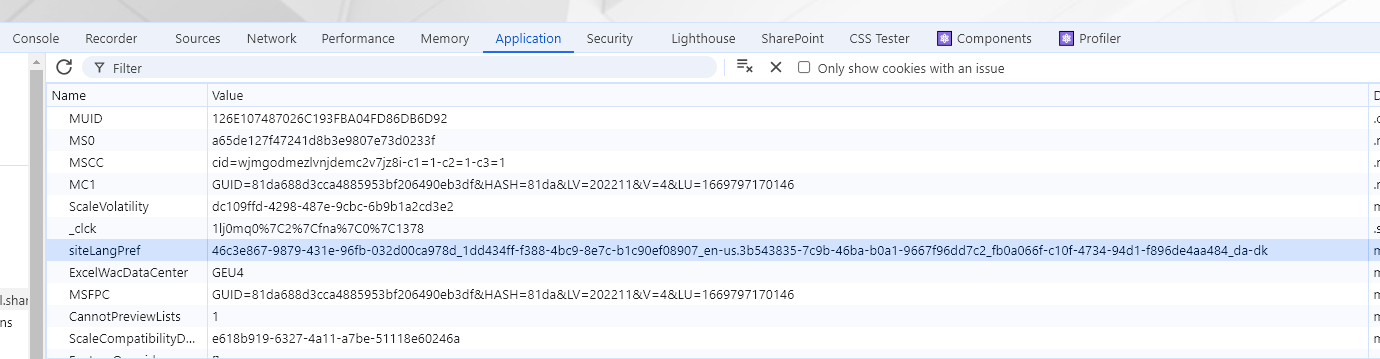 Console Recorder Sources Network Performance Memory Application Security Lighthouse SharePoint CSS Tester Components Profiler
Filter Only show cookies with an issue
Name Value D
MUID 126E107487026C193FBA04FD86DB6D92 .c
MS0 a65de127f47241d8b3e9807e73d0233f .r
MSCC cid=wjmgodmezlvnjdemc2v7jz8i-c1=1-c2=1-c3=1 .r
MC1 GUID=81da688d3cca4885953bf206490eb3df&HASH=81da&LV=202211&V=4&LU=1669797170146 .r
ScaleVolatility dc109ffd-4298-487e-9cbc-6b9b1a2cd3e2 m
_clck 1lj0mq0%7C2%7Cfna%7C0%7C1378 .s
siteLangPref 46c3e867-9879-431e-96fb-032d00ca978d_1dd434ff-f388-4bc9-8e7c-b1c90ef08907_en-us.3b543835-7c9b-46ba-b0a1-9667f96dd7c2_fb0a066f-c10f-4734-94d1-f896de4aa484_da-dk m
ExcelWacDataCenter GEU4 m
MSFPC GUID=81da688d3cca4885953bf206490eb3df&HASH=81da&LV=202211&V=4&LU=1669797170146 m
l.shar
CannotPreviewLists 1 m
ns
ScaleCompatibilityD... e618b919-6327-4a11-a7be-51118e60246a m